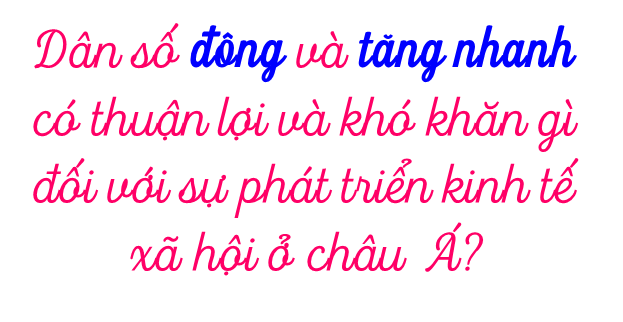 Dân số đông và tăng nhanh
có thuận lợi và khó khăn gì
đối với sự phát triển kinh tế
xã hội ở châu Á?